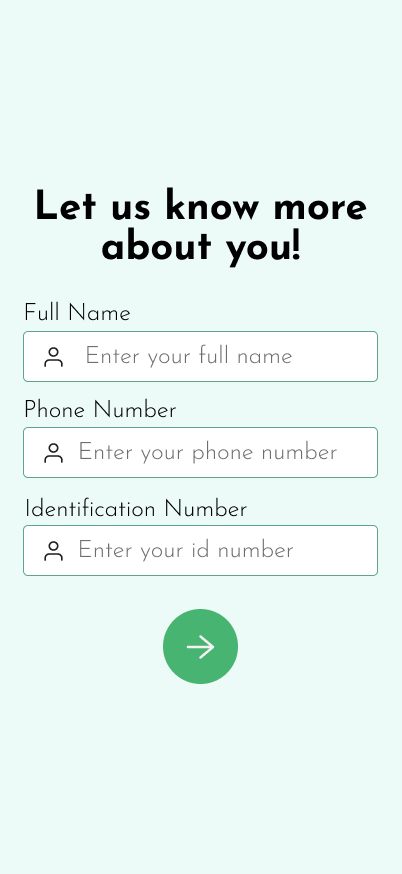 Let us know more
about you!
Full Name
Enter your full name
Phone Number
Enter your phone number
Identification Number
Enter your id number